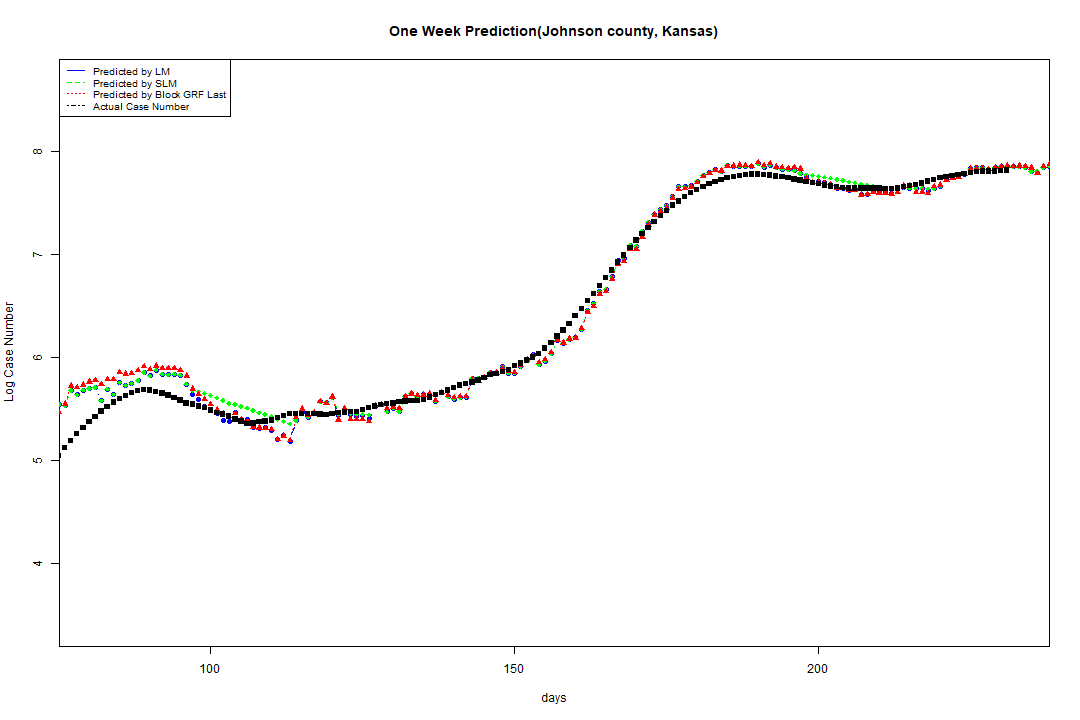 One Week Prediction(Johnson county, Kansas)
Predicted by LM
Predicted by SLM
Predicted by Block GRF Last
Actual Case Number
8
7
6
5
4
Log Case Number
100
150
200
days